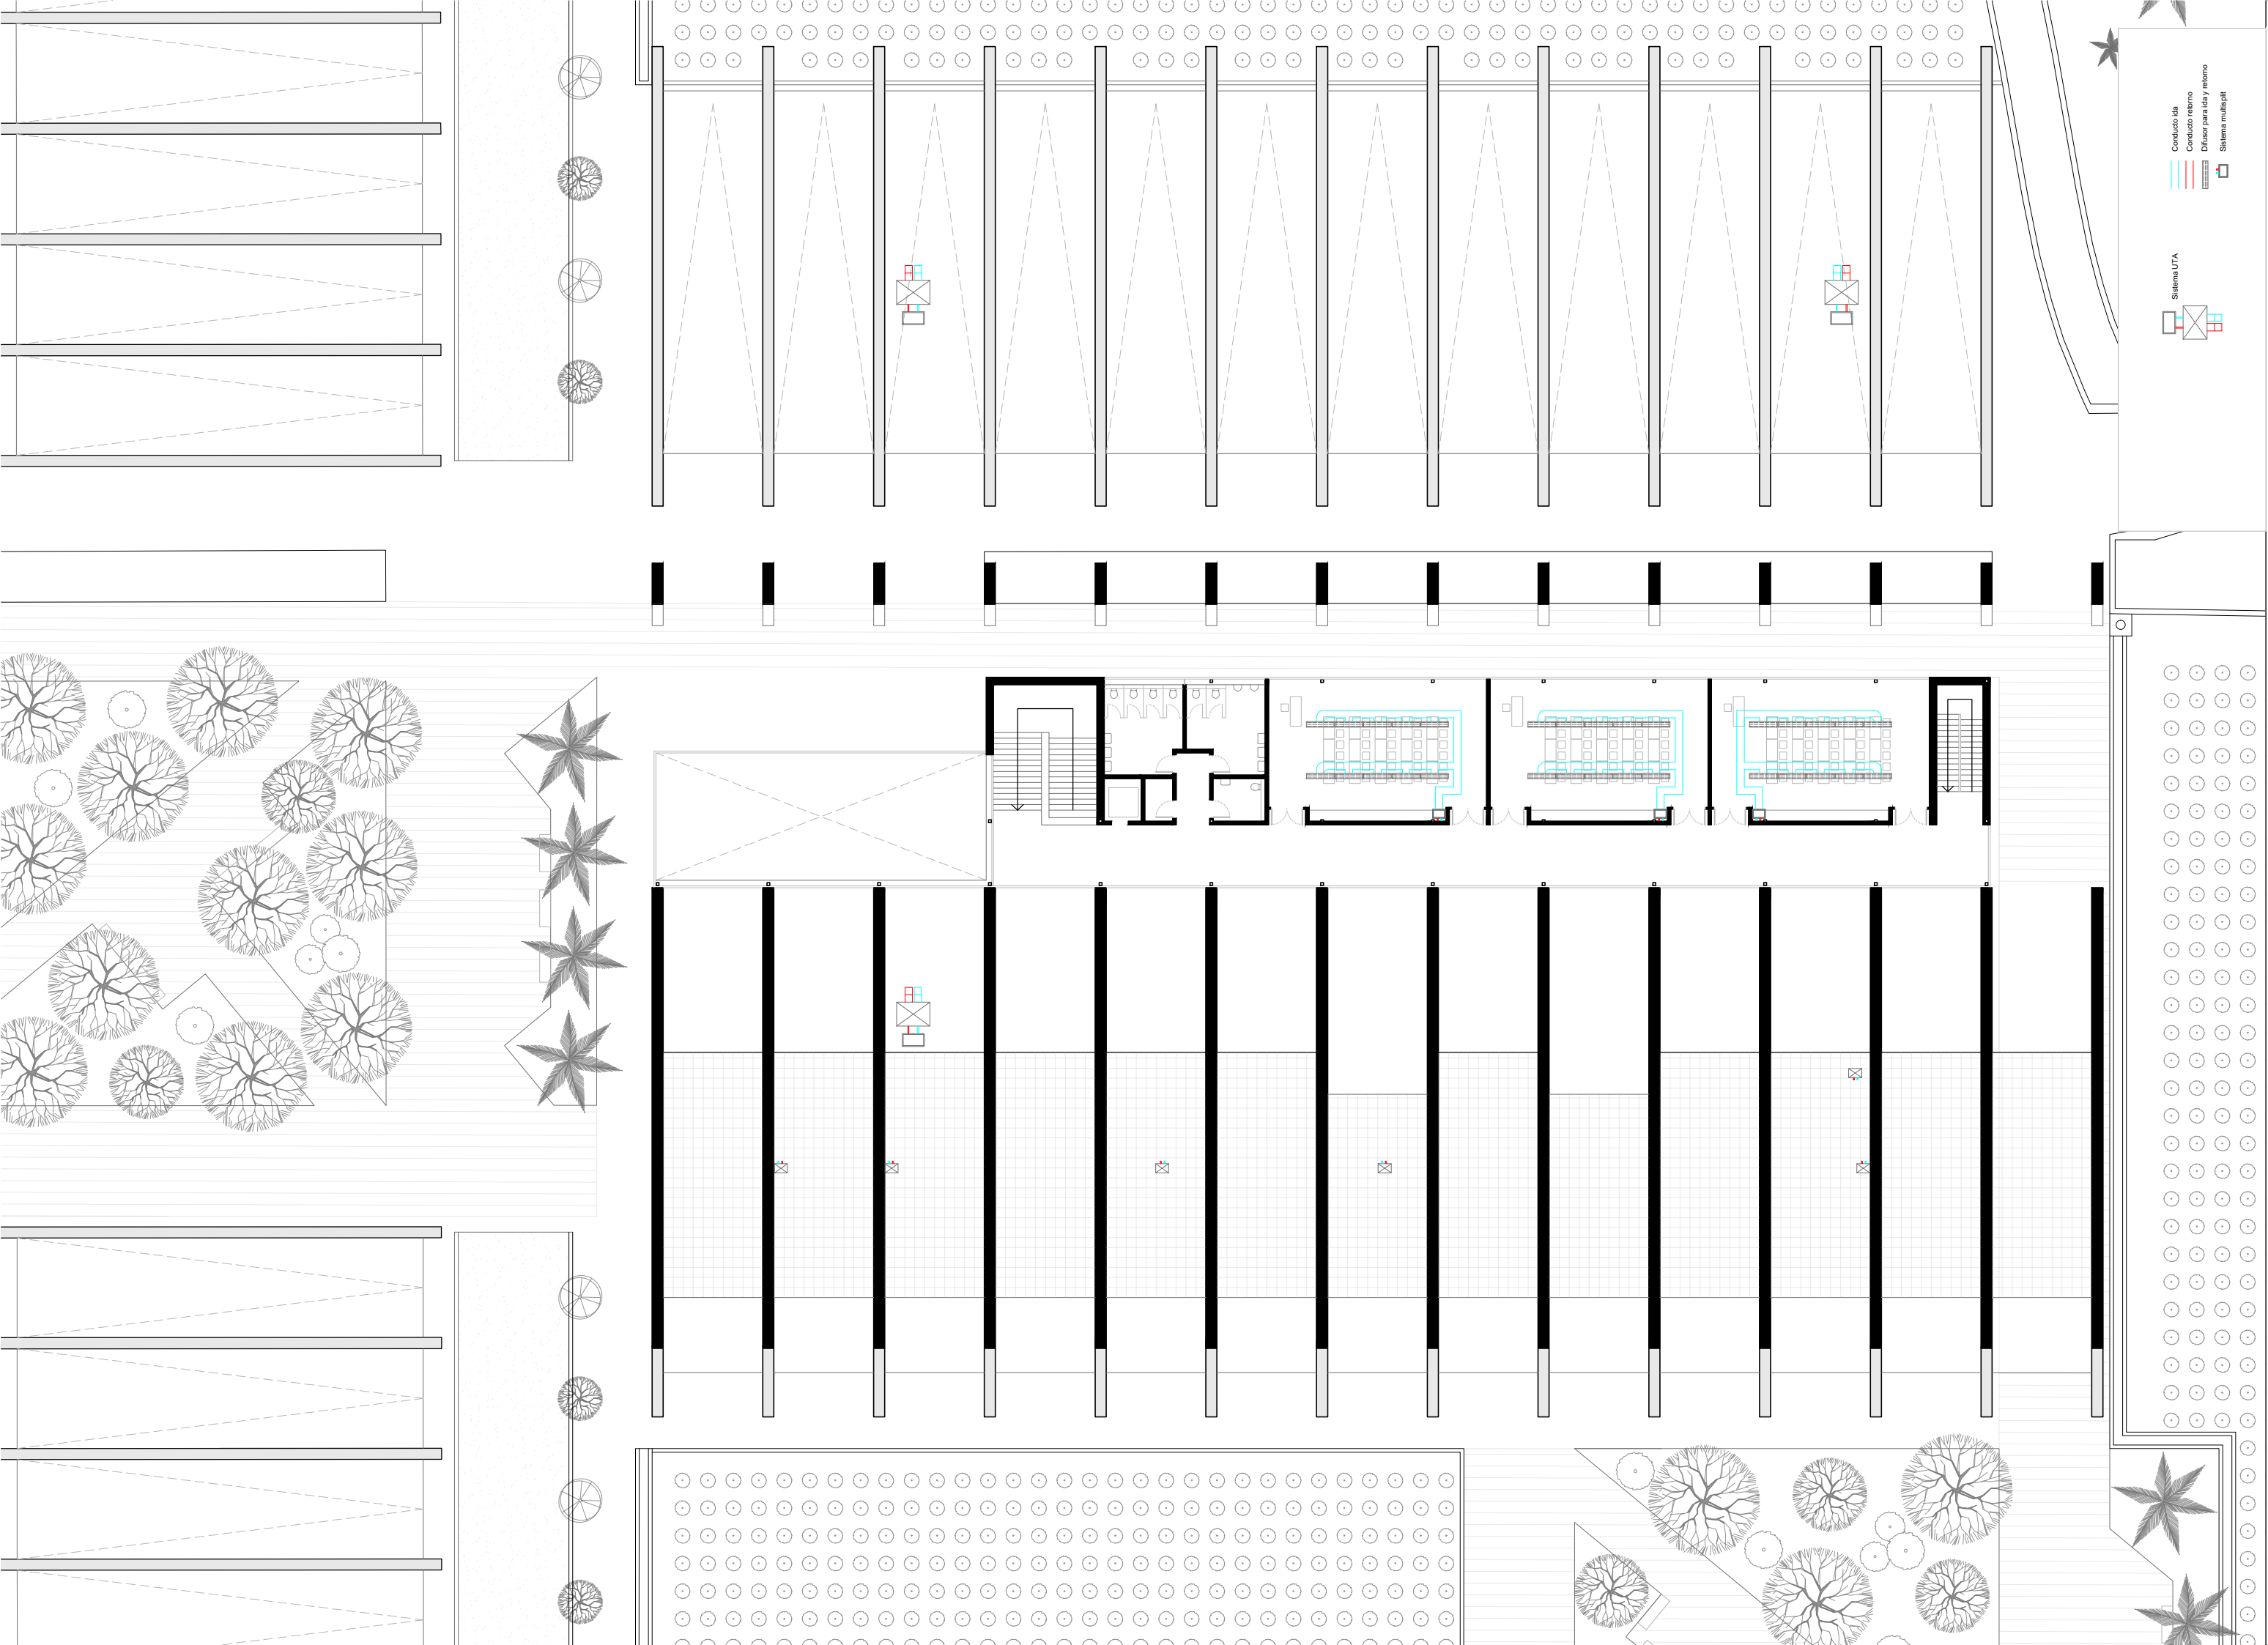 Conducto ida
Conducto retorno
Difusor para ida y retorno
Sistema multisplit
Sistema UTA